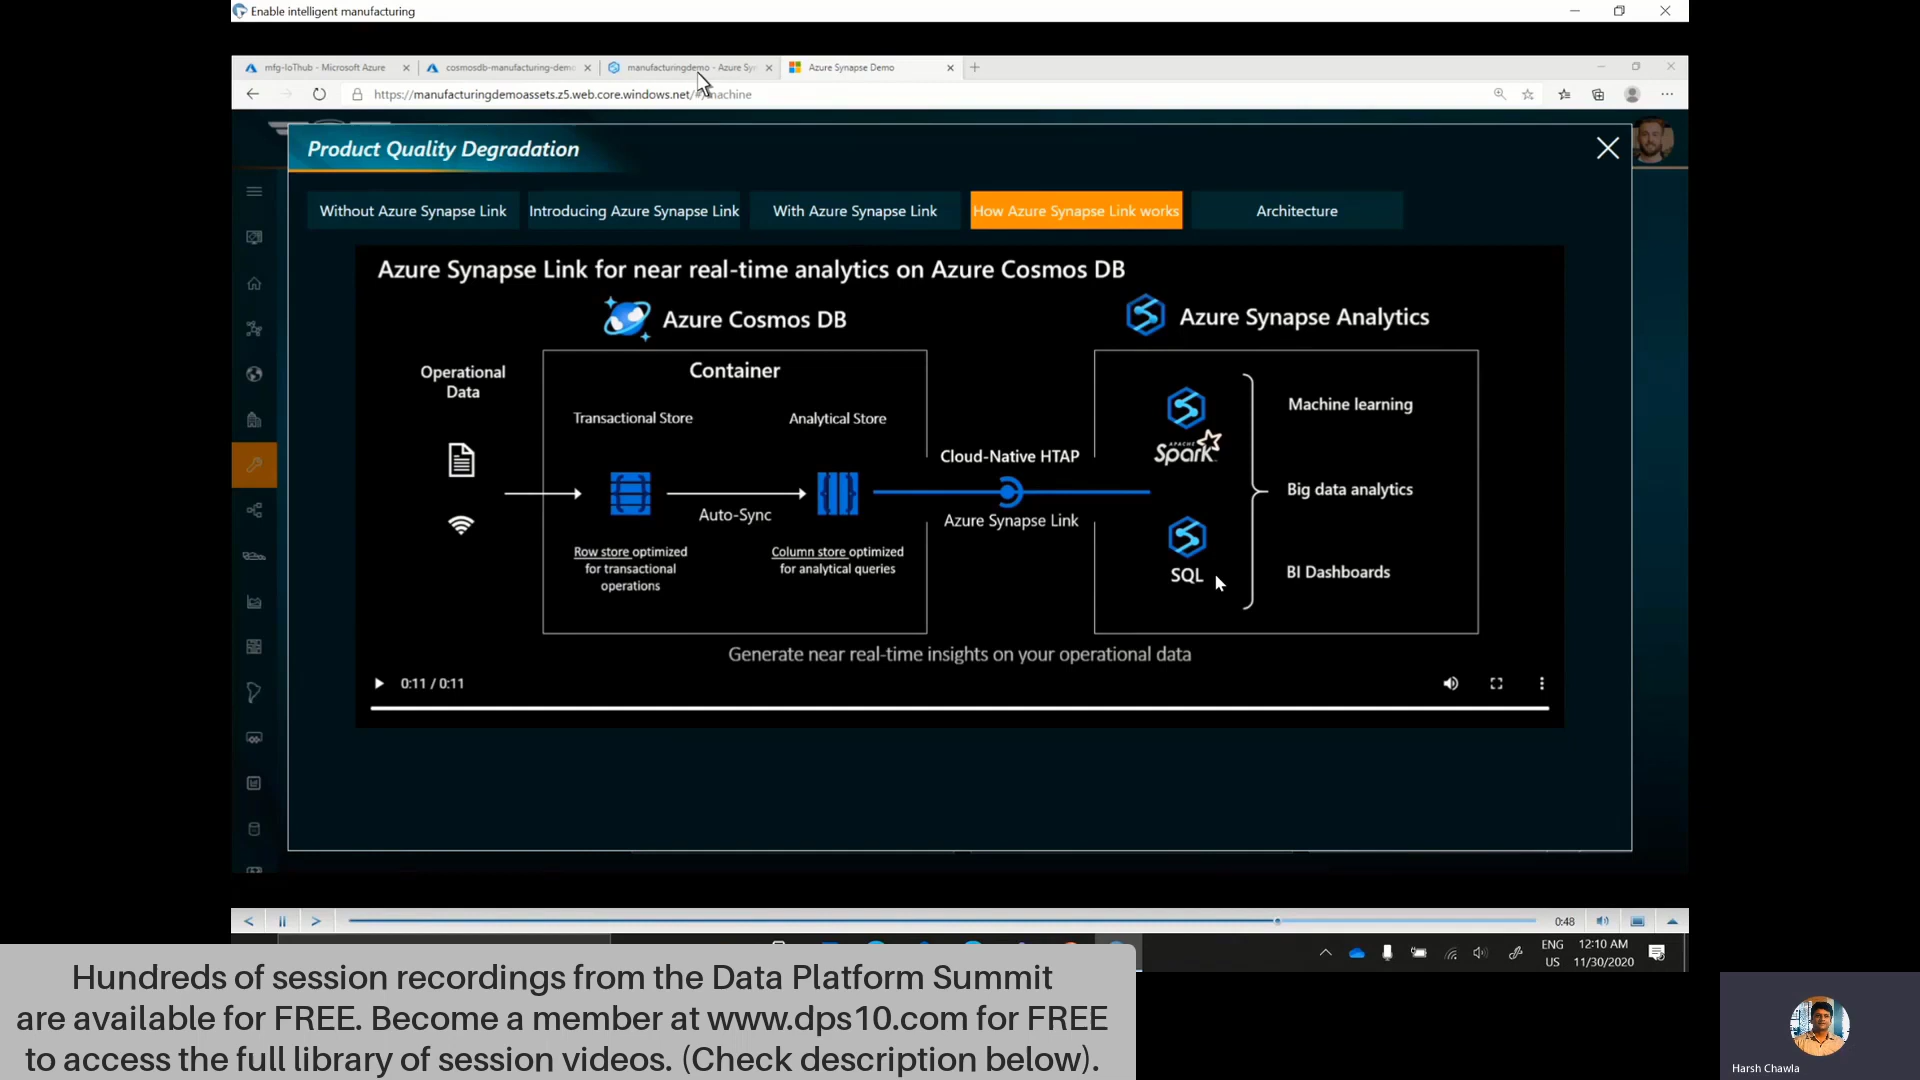 Enable intelligent manufacturing
mfg-IoThub - Microsoft Azure
cosmosdb-manufacturing-demo
manufacturingdemo - Azure Sy
Azure Synapse Demo
https://manufacturingdemoassets.z5.web.core.windows.net/#/machine
Product Quality Degradation
Without Azure Synapse Link
Introducing Azure Synapse Link
With Azure Synapse Link
How Azure Synapse Link works
Architecture
Azure Synapse Link for near real-time analytics on Azure Cosmos DB
Azure Cosmos DB
Azure Synapse Analytics
Operational
Data
Container
Transactional Store
Analytical Store
Auto-Sync
Row store optimized
for transactional
operations
Column store optimized
for analytical queries
Cloud-Native HTAP
Azure Synapse Link
APACHE
Spark
SQL
Machine learning
Big data analytics
BI Dashboards
Generate near real-time insights on your operational data
0:11 / 0:11
0:48
ENG
US
12:10 AM
11/30/2020
Hundreds of session recordings from the Data Platform Summit
are available for FREE. Become a member at www.dps10.com for FREE
to access the full library of session videos. (Check description below).
Harsh Chawla